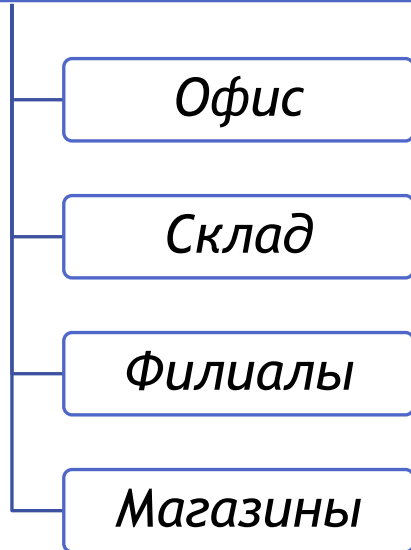 Офис
Склад
Филиалы
Магазины